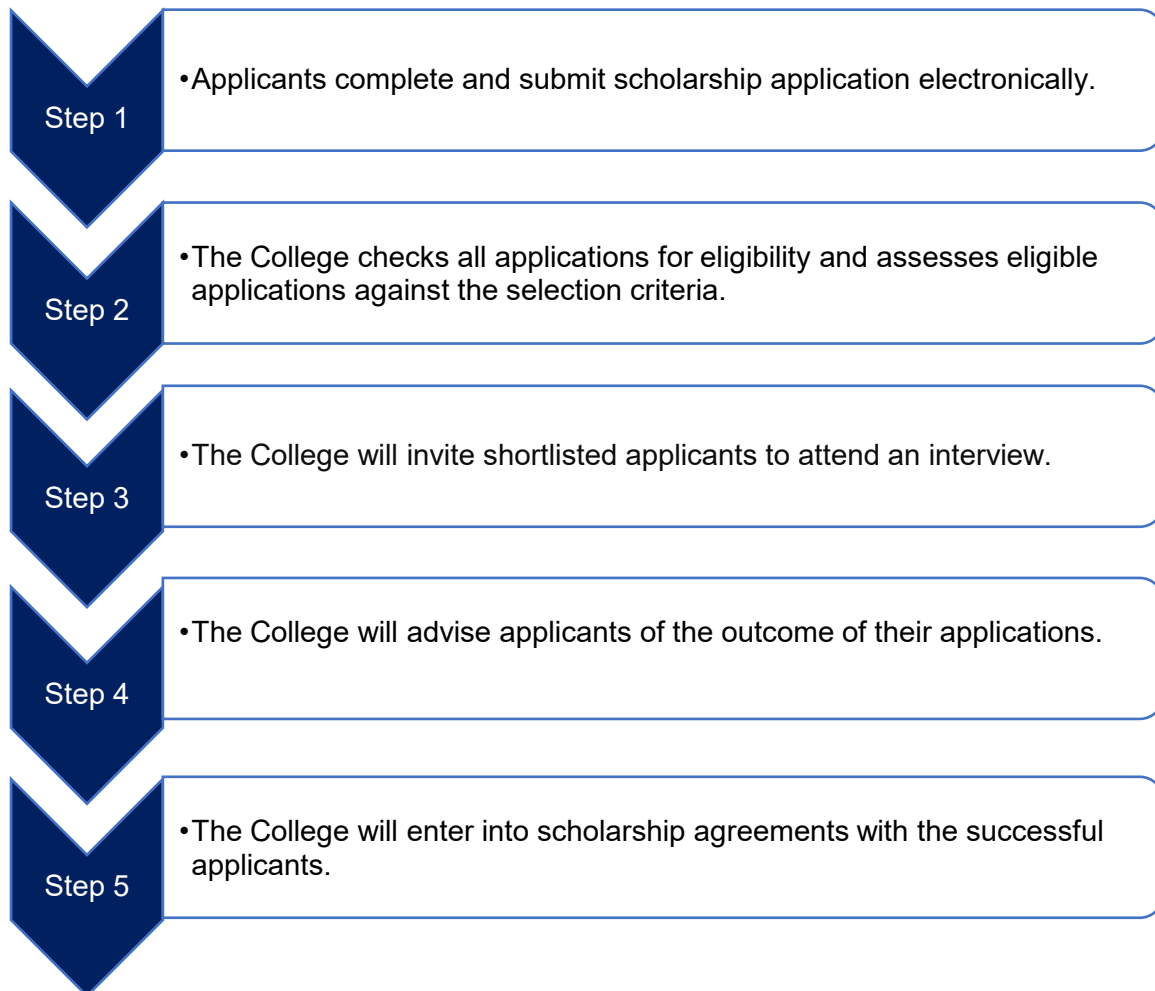 Step 1
•Applicants complete and submit scholarship application electronically.
Step 2
•The College checks all applications for eligibility and assesses eligible
applications against the selection criteria.
Step 3
•The College will invite shortlisted applicants to attend an interview.
Step 4
•The College will advise applicants of the outcome of their applications.
Step 5
•The College will enter into scholarship agreements with the successful
applicants.